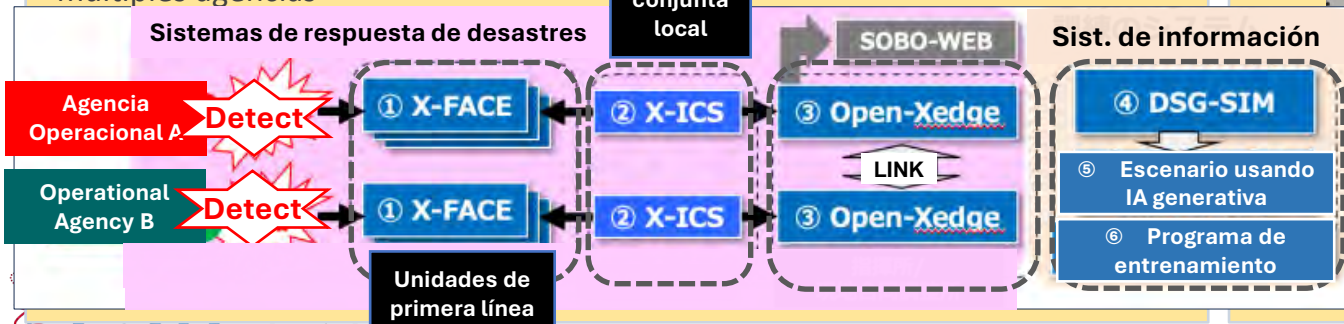 múltiples agencias
conjunta
local
Sistemas de respuesta de desastres
SOBO-WEB
Sist. de información
Agencia
Operacional A
Detect
① X-FACE
② X-ICS
③ Open-Xedge
④ DSG-SIM
LINK
⑤ Escenario usando
IA generativa
Operational
Agency B
Detect
① X-FACE
② X-ICS
③ Open-Xedge
⑥ Programa de
entrenamiento
Unidades de
primera línea